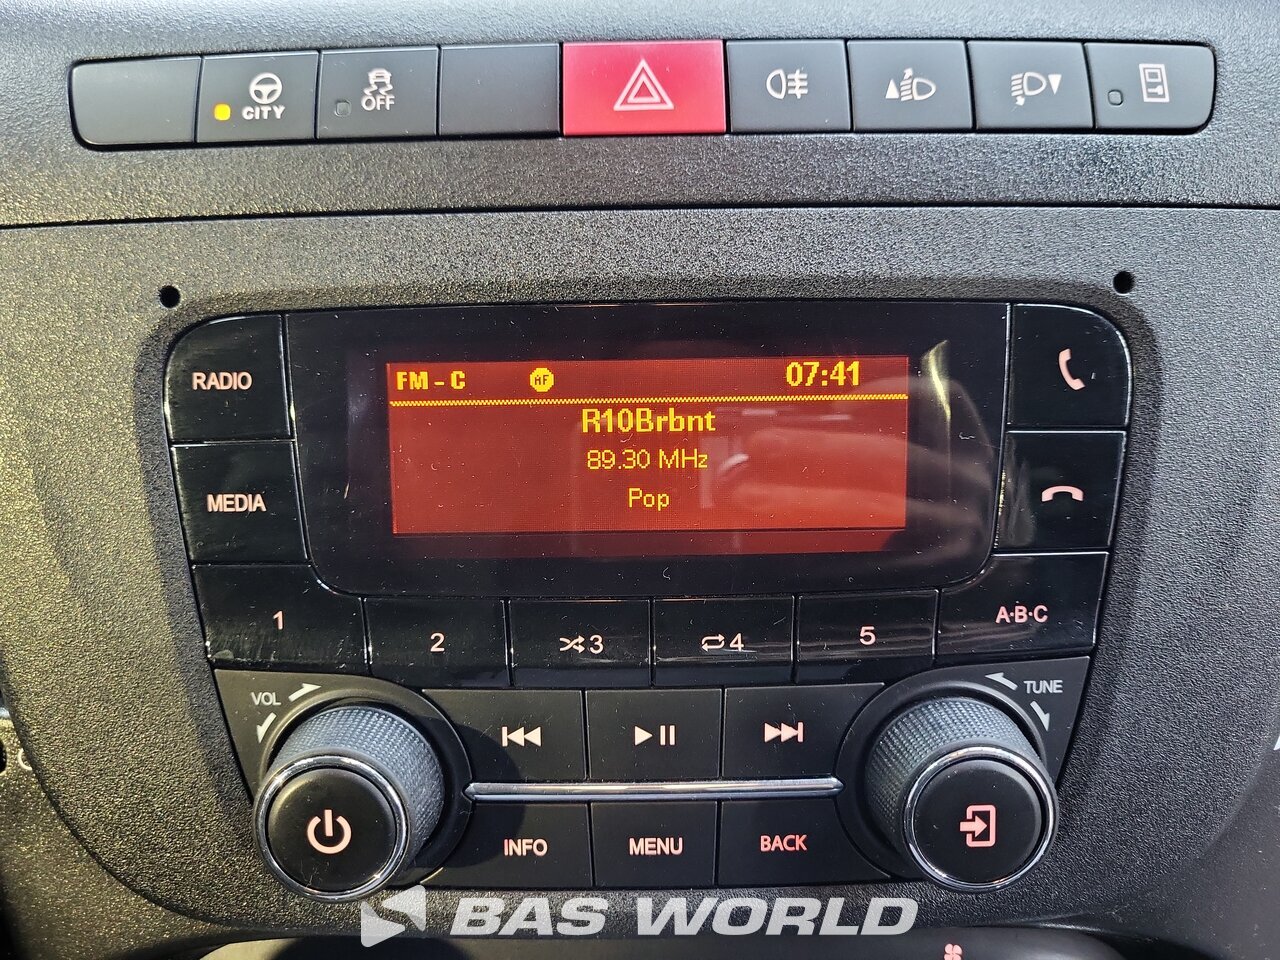 CITY
OFF
RADIO
MEDIA
FM - C
AF
07:41
R10Brbnt
89.30 MHz
Pop
1
2
3
4
5
A·B·C
VOL
TUNE
INFO
MENU
BACK
BAS WORLD